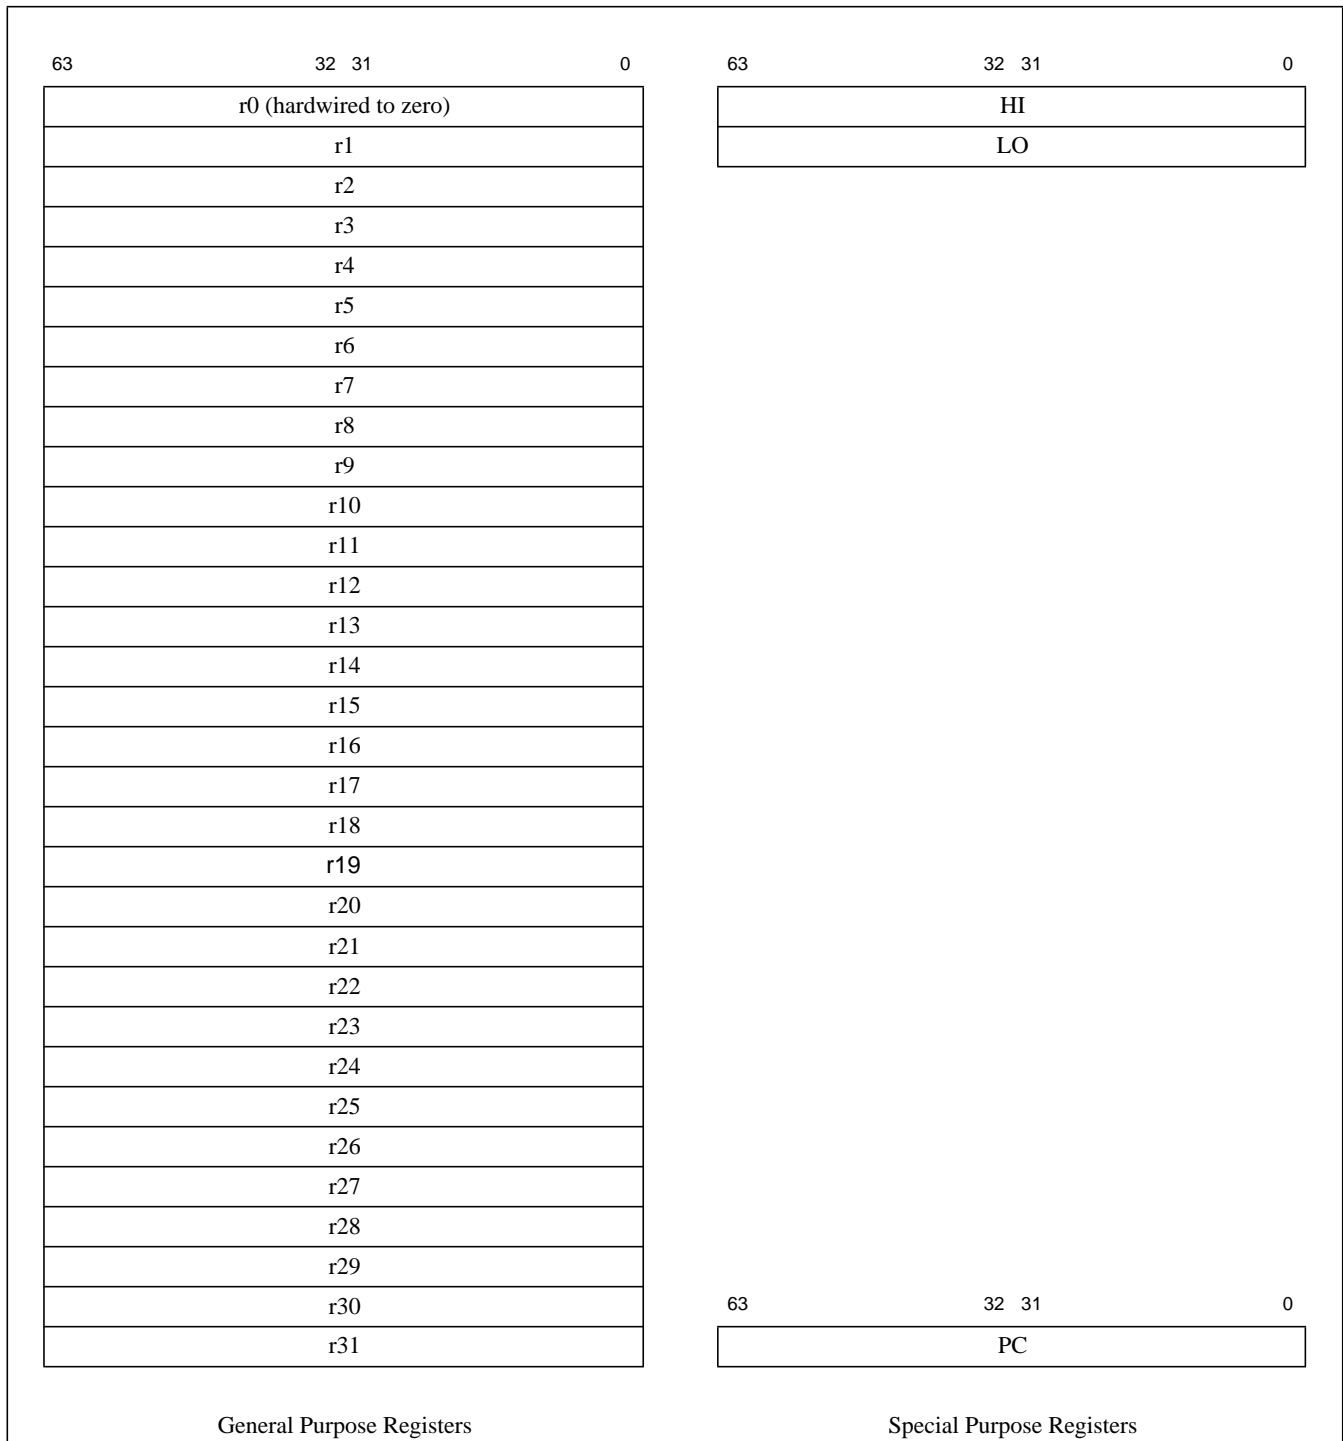 63 32 31 0
r0 (hardwired to zero)
r1
r2
r3
r4
r5
r6
r7
r8
r9
r10
r11
r12
r13
r14
r15
r16
r17
r18
r19
r20
r21
r22
r23
r24
r25
r26
r27
r28
r29
r30
r31
General Purpose Registers
63 32 31 0
HI
LO
63 32 31 0
PC
Special Purpose Registers